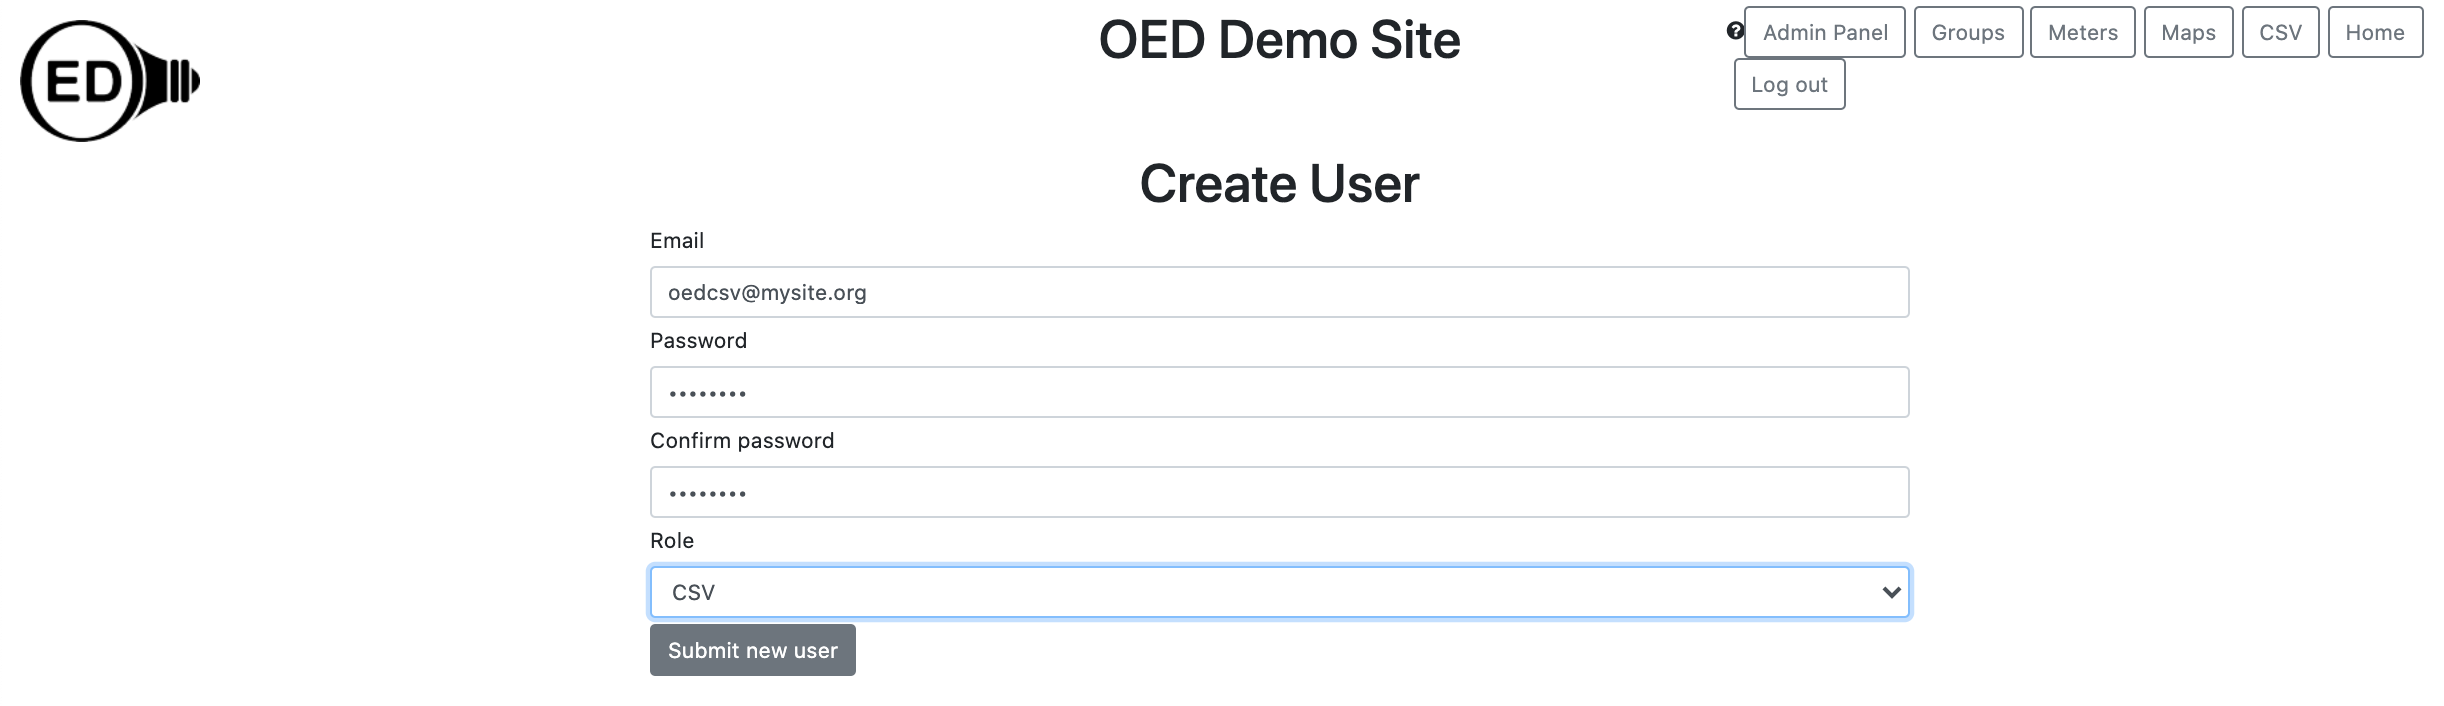 ED
OED Demo Site
? Admin Panel Groups Meters Maps CSV Home
Log out
Create User
Email
oedcsv@mysite.org
Password
••••••••
Confirm password
••••••••
Role
CSV
Submit new user